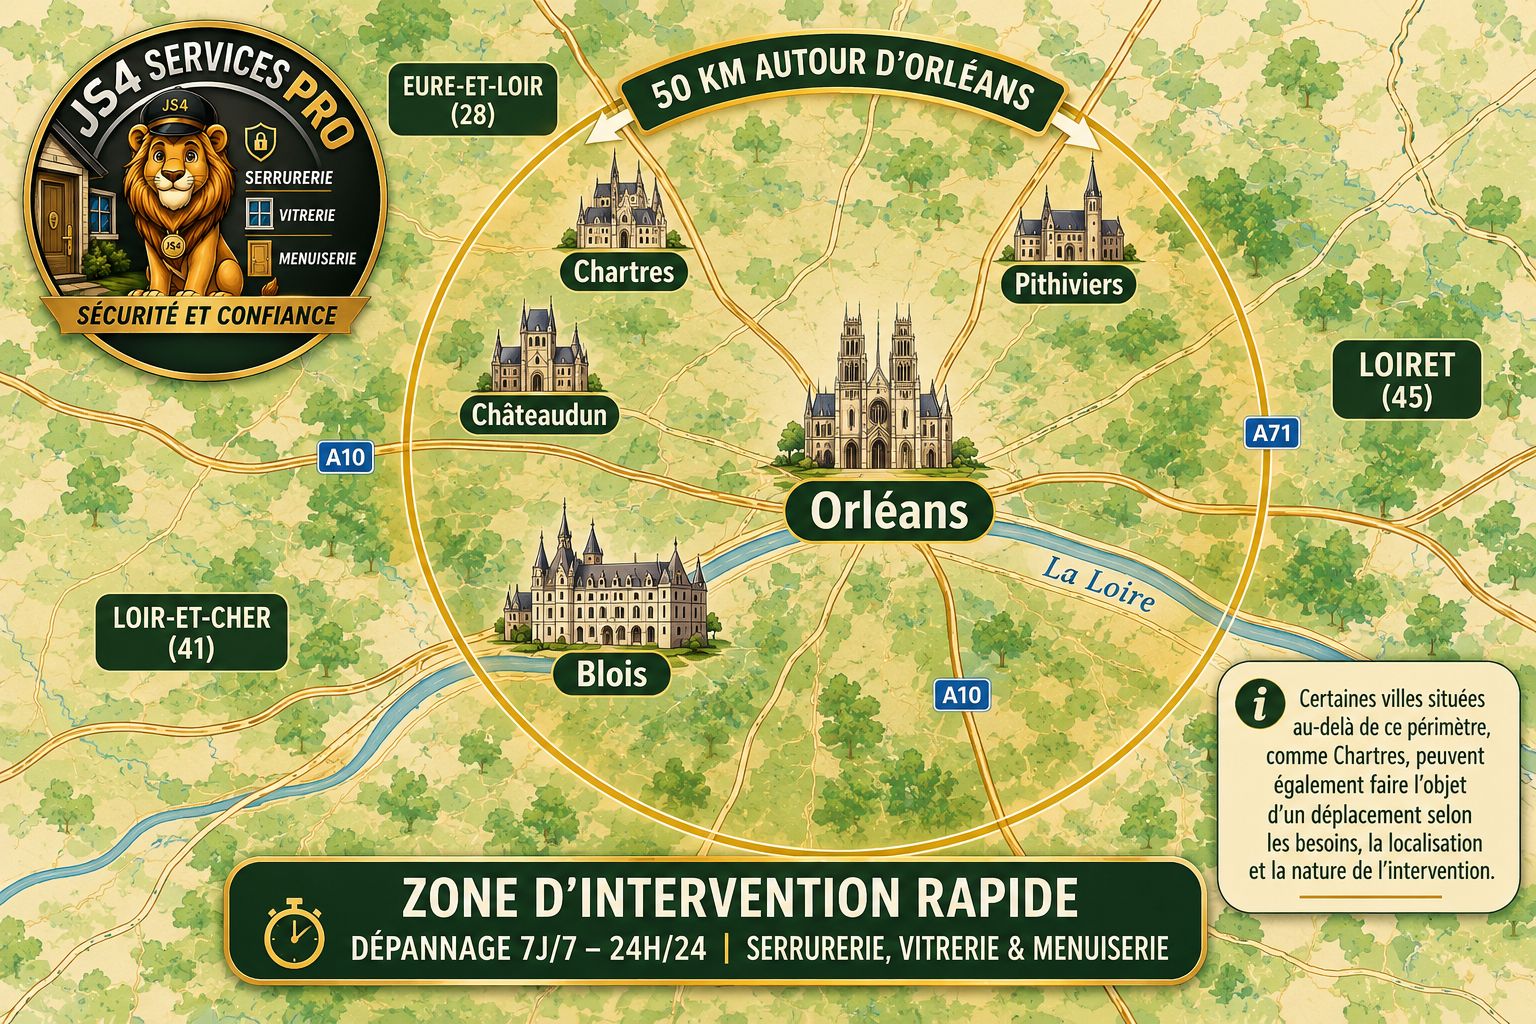 JS4 SERVICES PRO
JS4
SERRURERIE
VITRERIE
MENUISERIE
JS4
SÉCURITÉ ET CONFIANCE
EURE-ET-LOIR
(28)
50 KM AUTOUR D'ORLÉANS
Chartres
Pithiviers
Châteaudun
LOIRET
(45)
A10
A71
Orléans
La Loire
LOIR-ET-CHER
(41)
Blois
A10
i
Certaines villes situées
au-delà de ce périmètre,
comme Chartres, peuvent
également faire l'objet
d'un déplacement selon
les besoins, la localisation
et la nature de l'intervention.
ZONE D'INTERVENTION RAPIDE
DÉPANNAGE 7J/7 – 24H/24 | SERRURERIE, VITRERIE & MENUISERIE